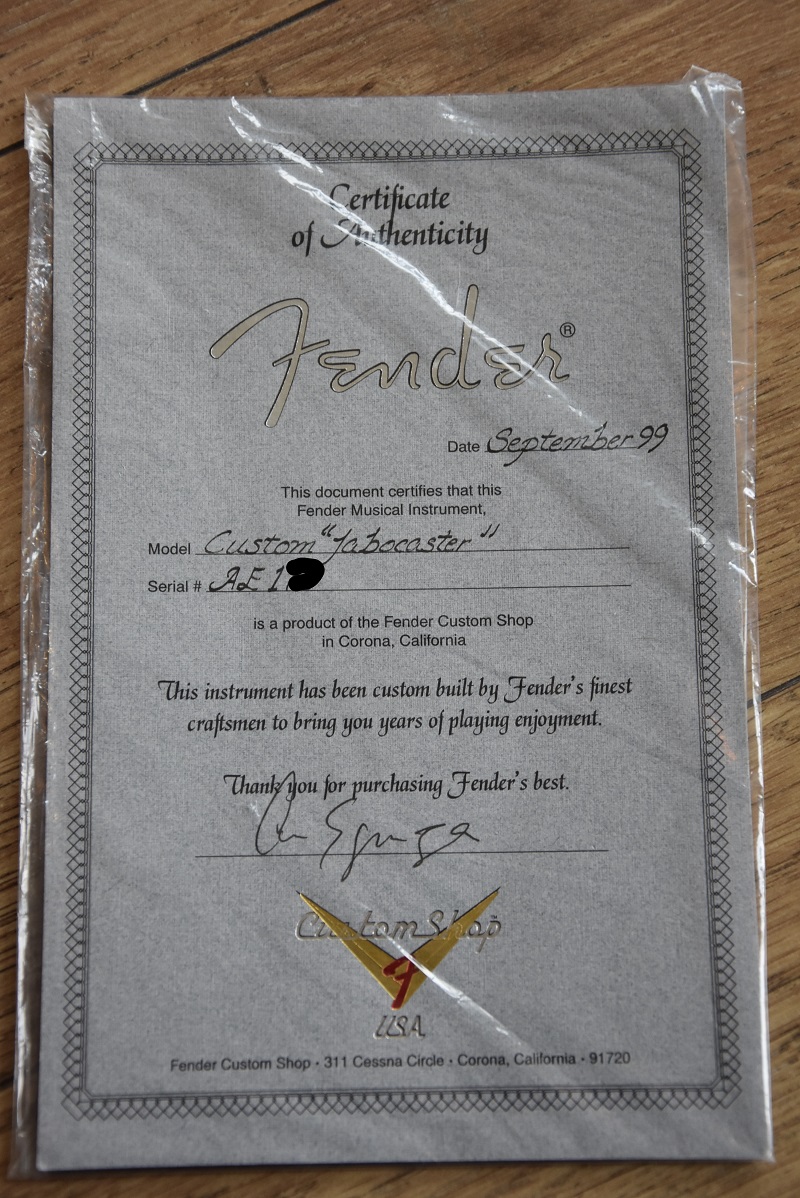 Certificate
of Authenticity
Fender®
Date September 99
This document certifies that this
Fender Musical Instrument,
Model Custom "Jabocaster"
Serial # AE 1
is a product of the Fender Custom Shop
in Corona, California
This instrument has been custom built by Fender's finest
craftsmen to bring you years of playing enjoyment.
Thank you for purchasing Fender's best.
Custom Shop
USA
Fender Custom Shop · 311 Cessna Circle · Corona, California · 91720